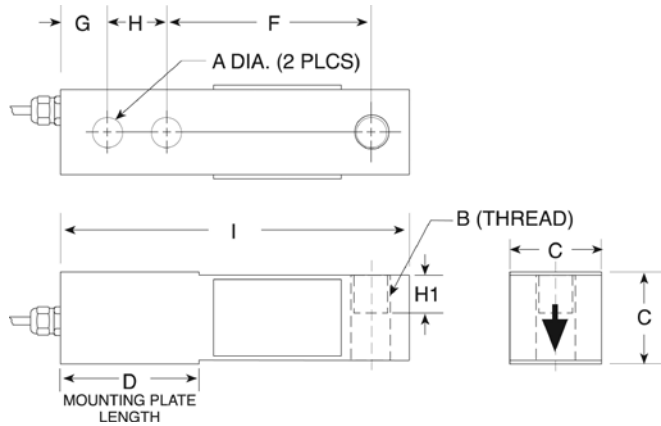 G H F
A DIA. (2 PLCS)
I
B (THREAD)
C
H1
C
D
MOUNTING PLATE
LENGTH